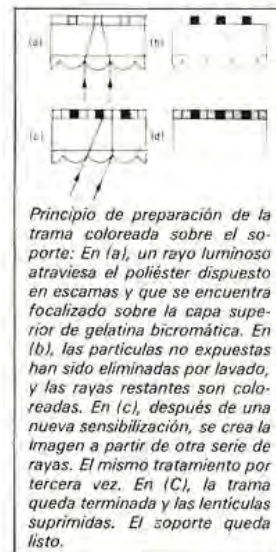 (a)
(b)
(c)
(d)
Principio de preparación de la
trama coloreada sobre el so-
porte: En (a), un rayo luminoso
atraviesa el poliéster dispuesto
en escamas y que se encuentra
focalizado sobre la capa supe-
rior de gelatina bicromática. En
(b), las partículas no expuestas
han sido eliminadas por lavado,
y las rayas restantes son colo-
readas. En (c), después de una
nueva sensibilización, se crea la
imagen a partir de otra serie de
rayas. El mismo tratamiento por
tercera vez. En (C), la trama
queda terminada y las lentículas
suprimidas. El soporte queda
listo.